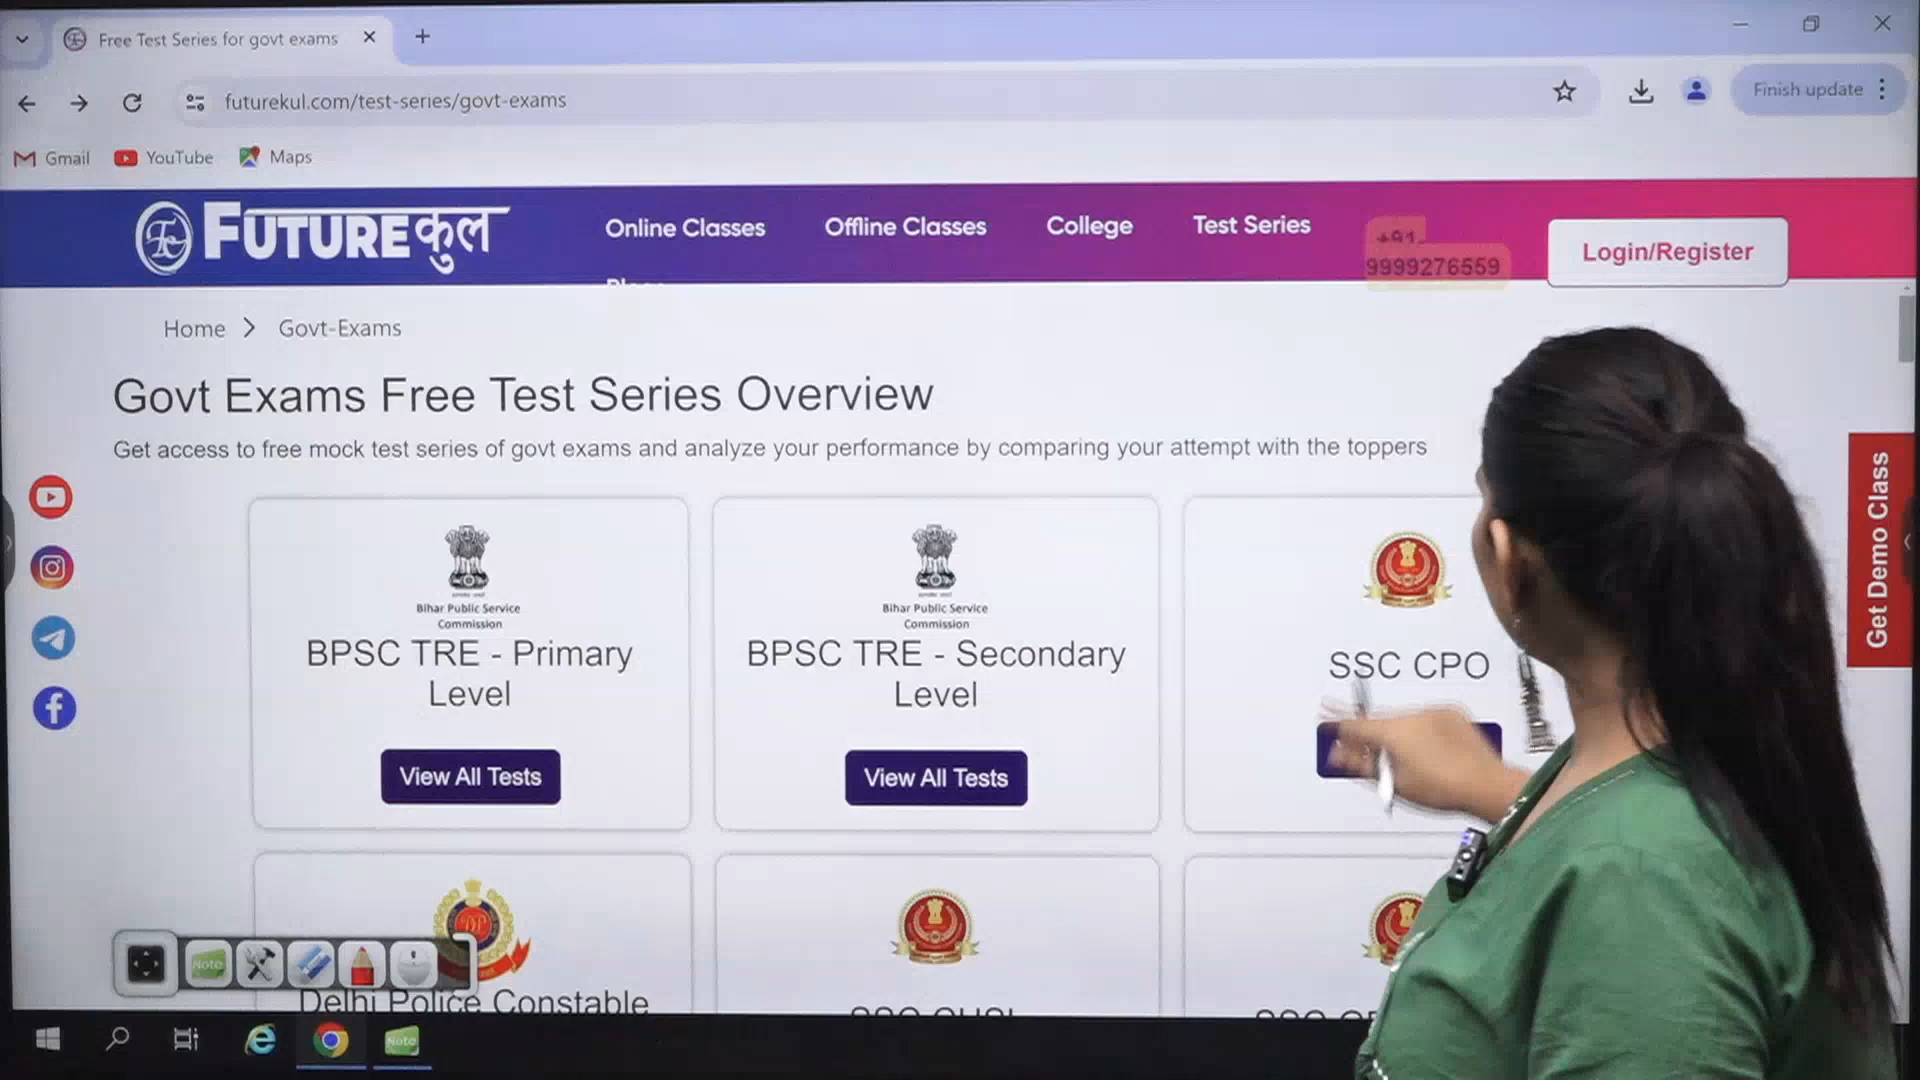 Free Test Series for govt exams
futurekul.com/test-series/govt-exams
Finish update
Gmail YouTube Maps
FUTUREकुल
Online Classes Offline Classes College Test Series
+91-
9999276559
Login/Register
Home > Govt-Exams
Govt Exams Free Test Series Overview
Get access to free mock test series of govt exams and analyze your performance by comparing your attempt with the toppers
Get Demo Class
Bihar Public Service
Commission
BPSC TRE - Primary
Level
View All Tests
Bihar Public Service
Commission
BPSC TRE - Secondary
Level
View All Tests
SSC CPO
Delhi Police Constable
Note
Note